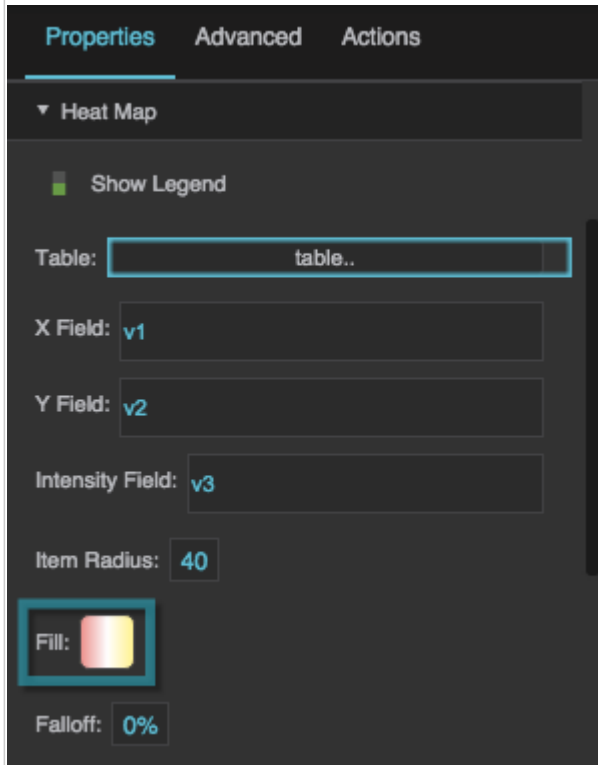 Properties Advanced Actions
Heat Map
Show Legend
Table: table..
X Field: v1
Y Field: v2
Intensity Field: v3
Item Radius: 40
Fill:
Falloff: 0%